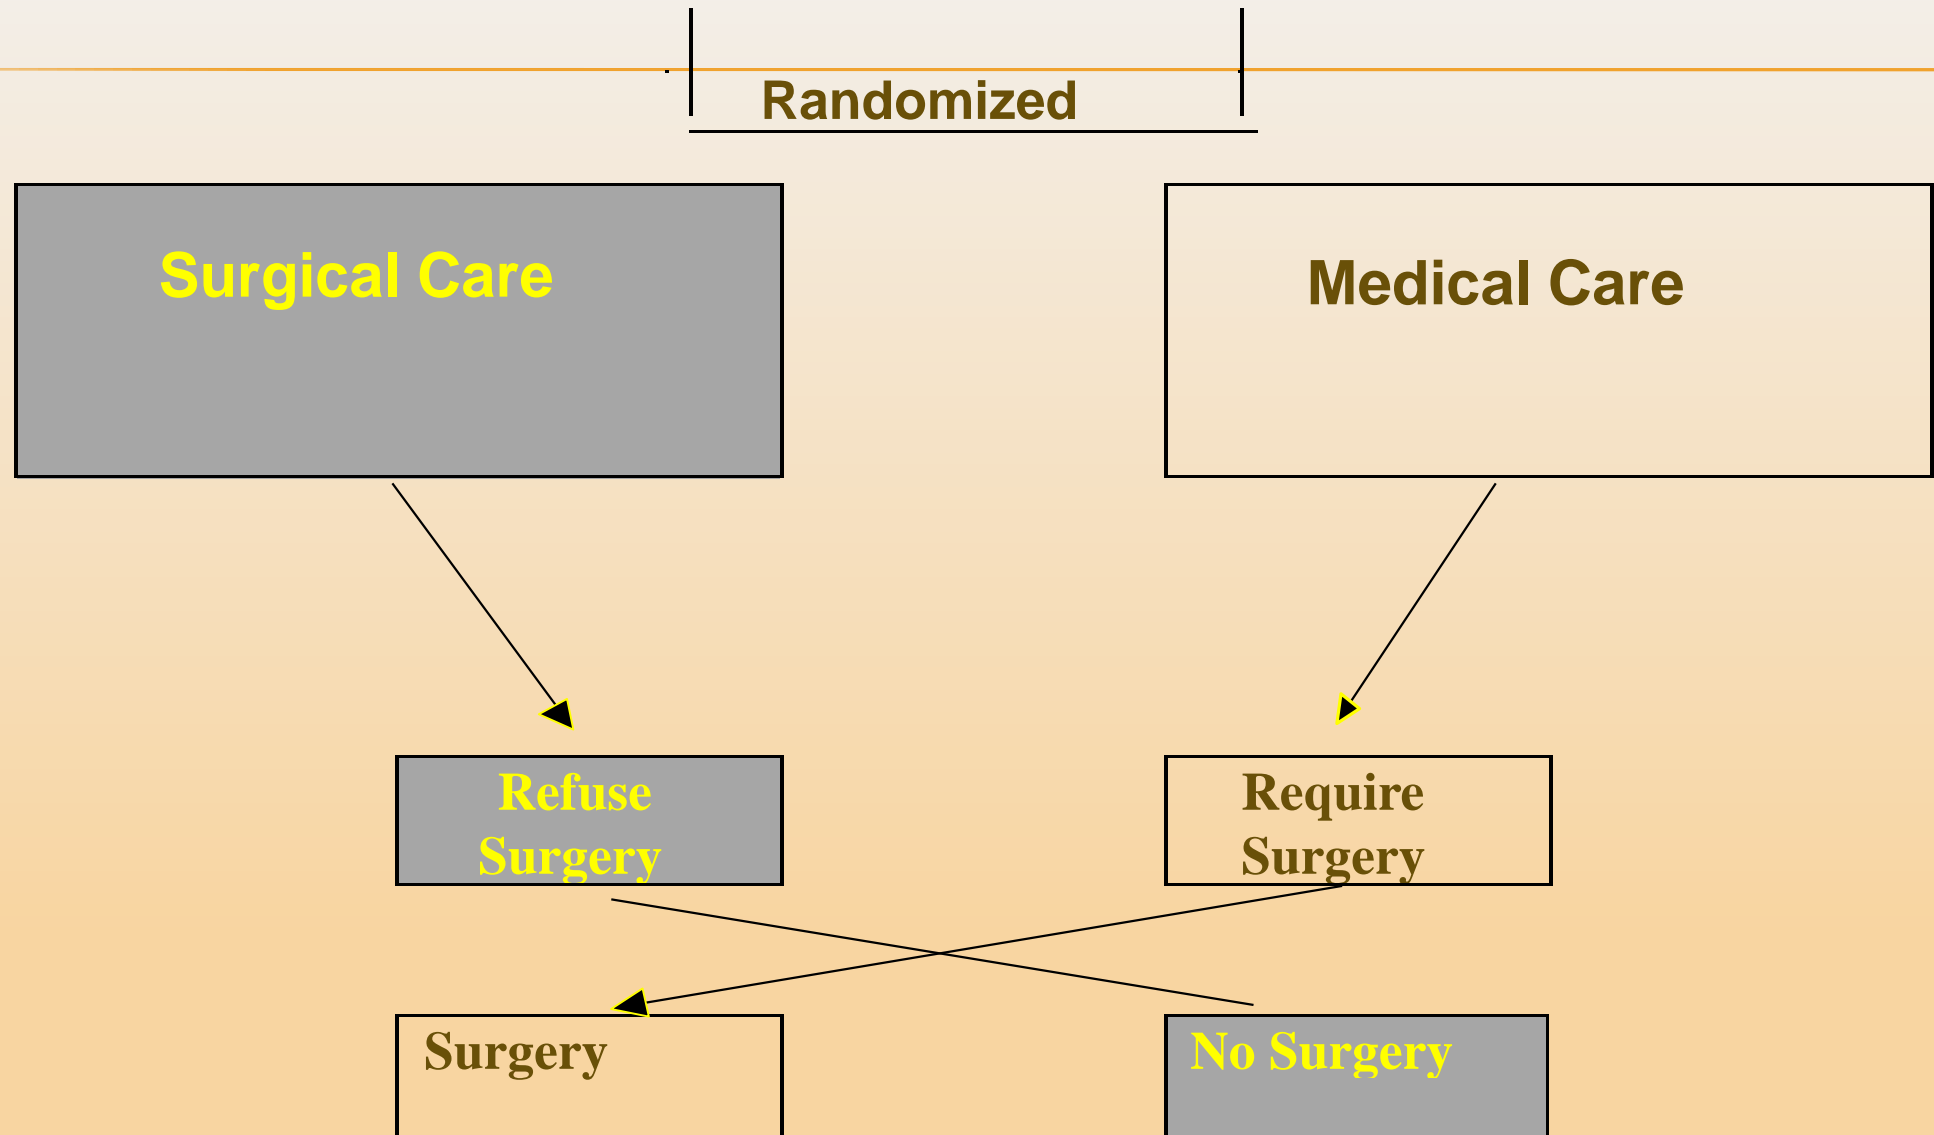 Randomized
Surgical Care
Medical Care
Refuse
Surgery
Require
Surgery
Surgery
No Surgery